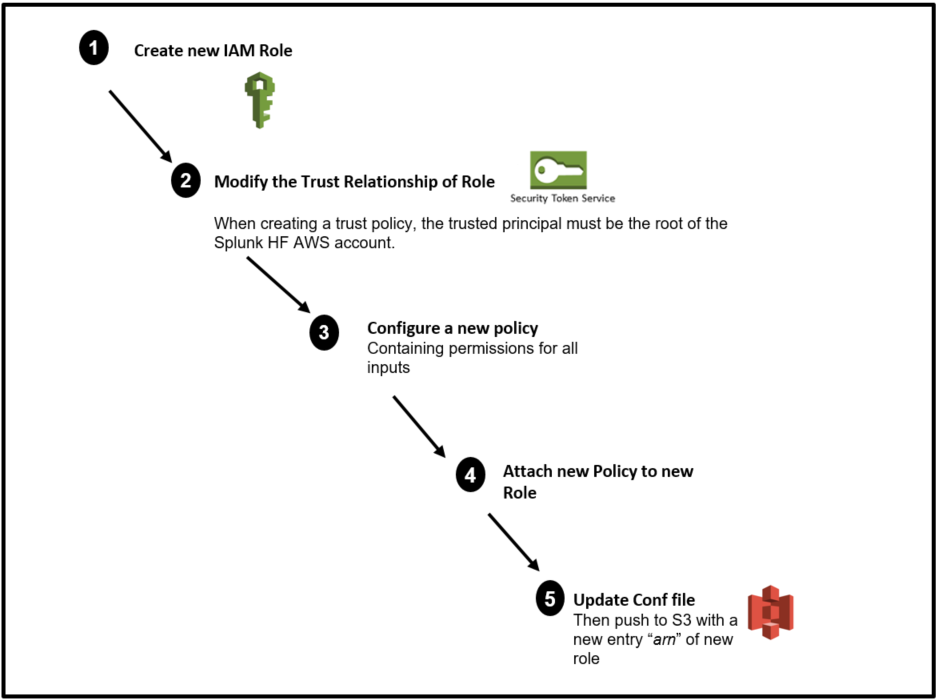 1
Create new IAM Role
2
Modify the Trust Relationship of Role
Security Token Service
When creating a trust policy, the trusted principal must be the root of the
Splunk HF AWS account.
3
Configure a new policy
Containing permissions for all
inputs
4
Attach new Policy to new
Role
5
Update Conf file
Then push to S3 with a
new entry “arn” of new
role